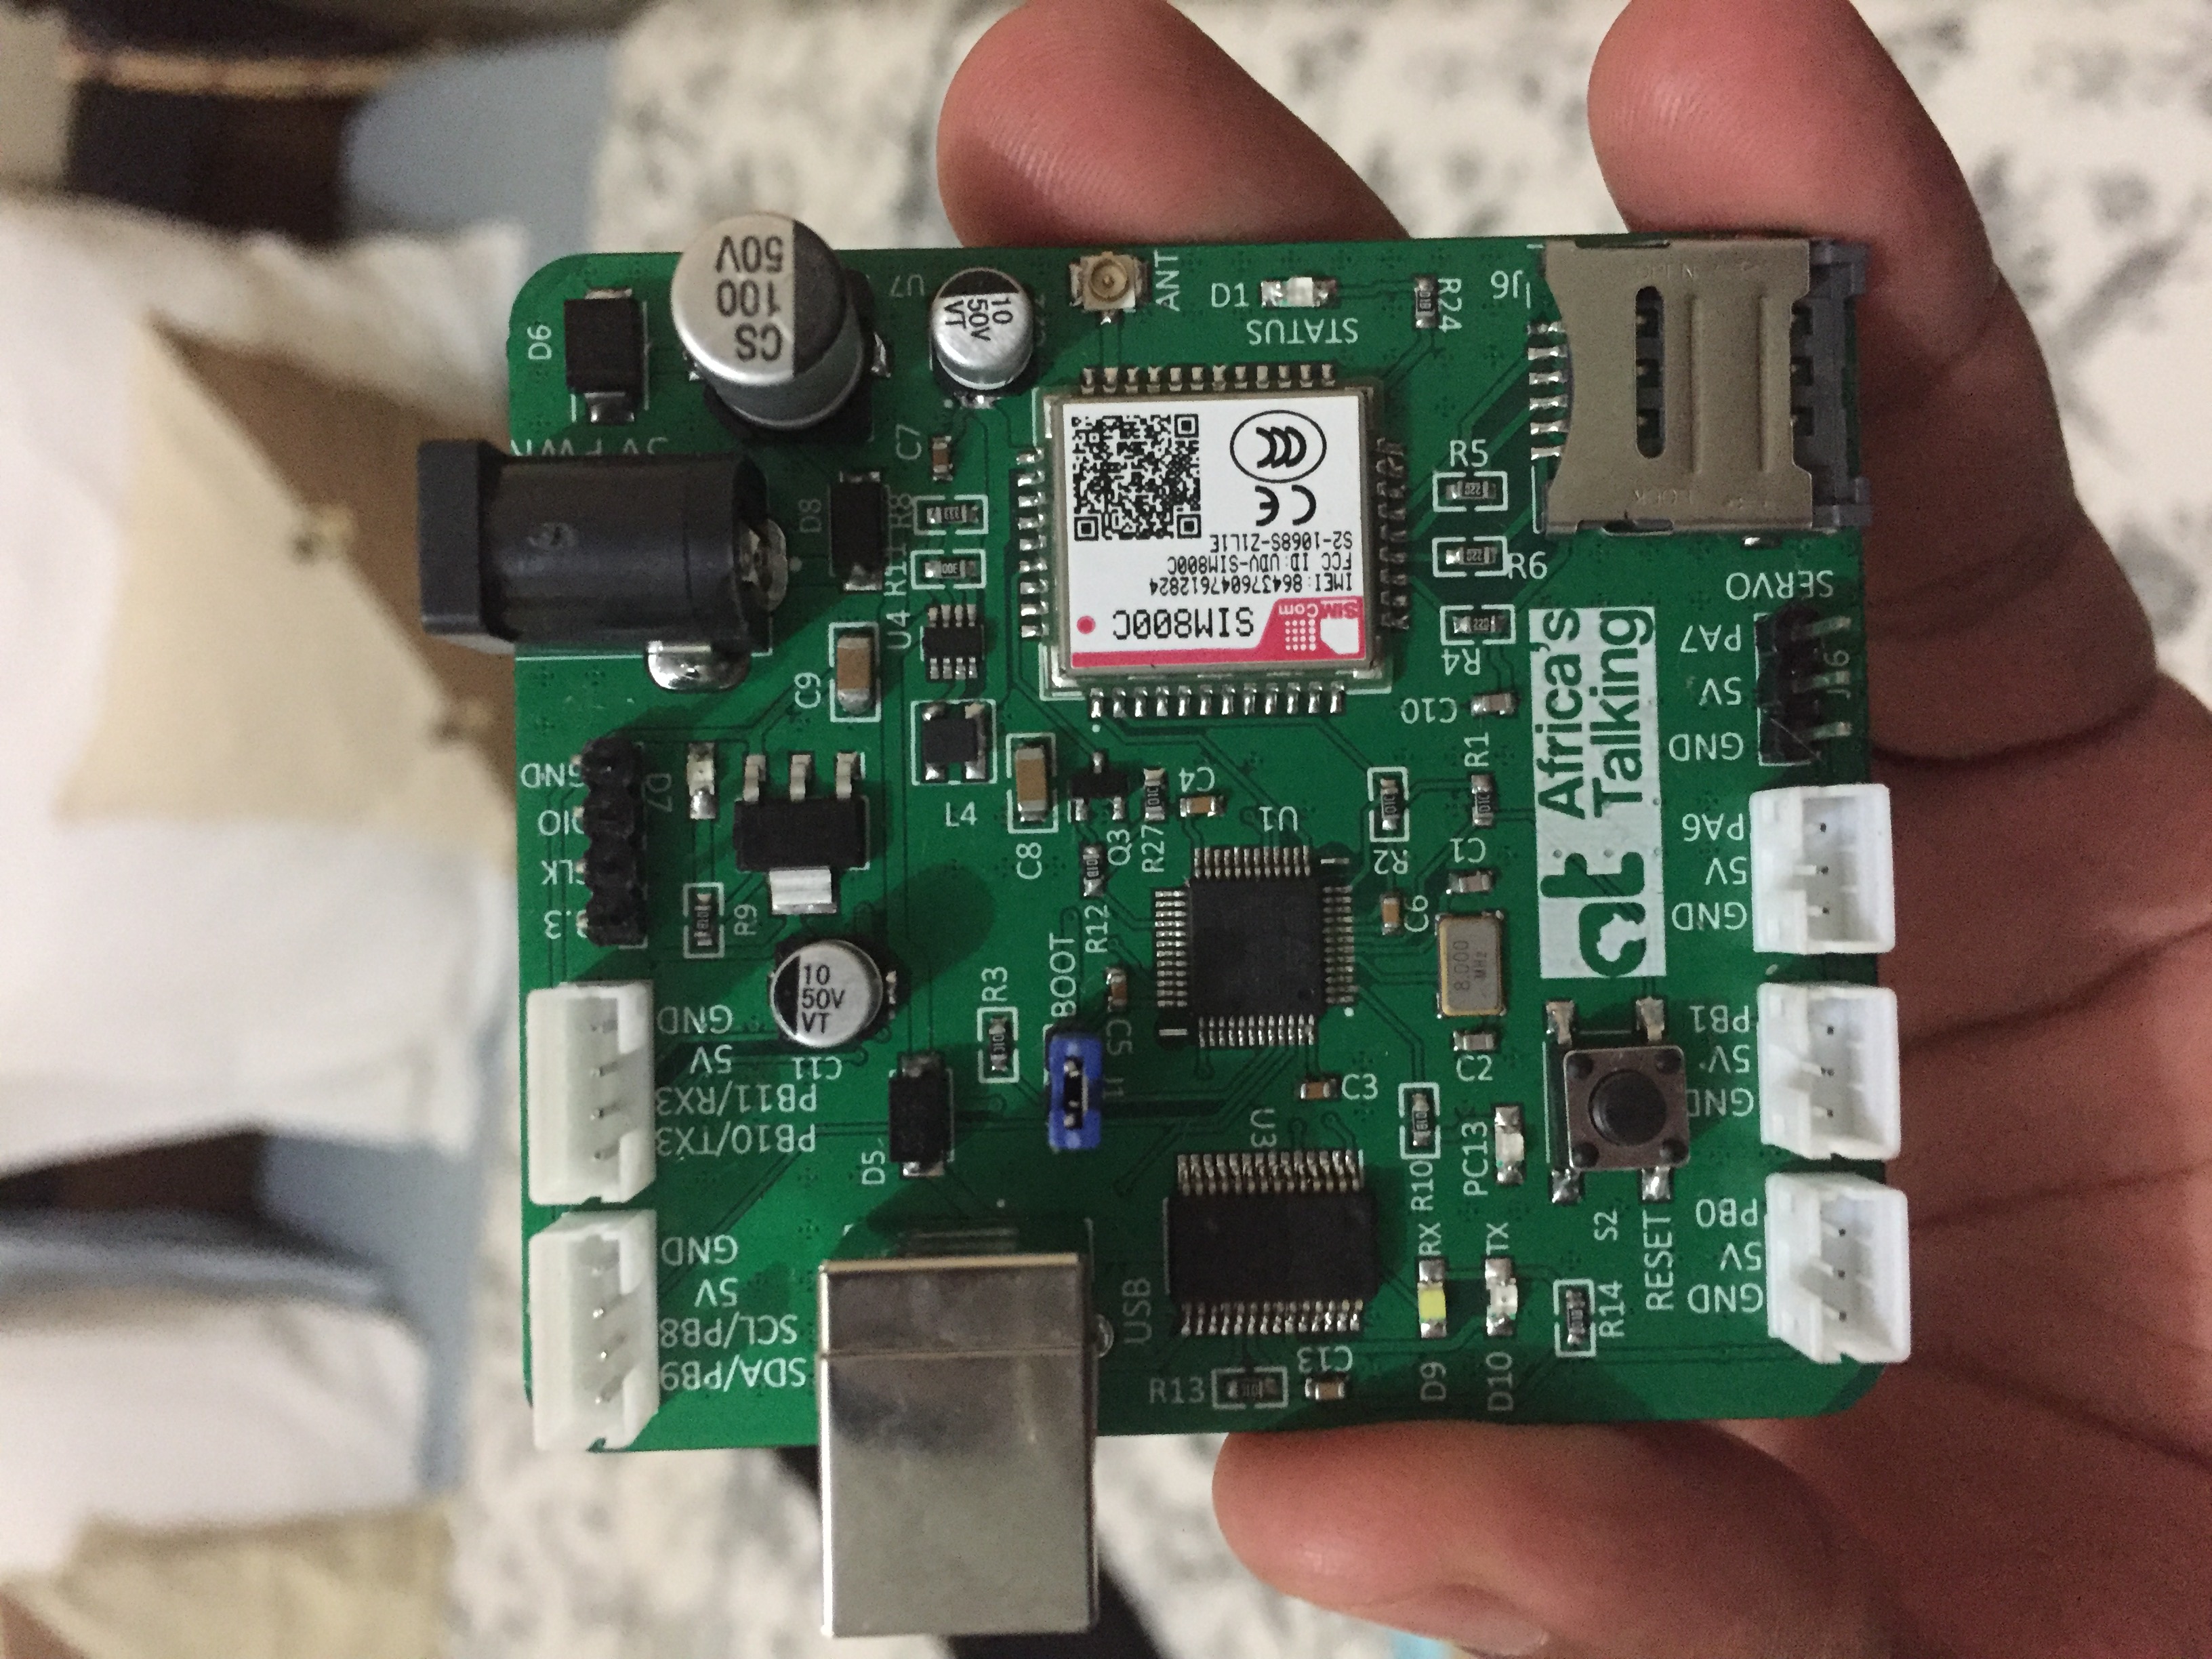 GND
D6
SDA/PB9
SCL/PB8
5V
GND
PB10/TX3
PB11/RX3
5V
GND
D7
R9
C11
10
50V
VT
C9
D8
CS
100
50V
D5
U4
R11
R8
C7
U7
L4
10
50V
VT
R3
C8
BOOT
J1
C5
R12
Q3
R27
C4
USB
R13
C13
U3
C3
U1
SIM800C
SIMCom
IMEI:864376047612824
FCC ID:UDV-SIM800C
S2-1068S-Z1L1E
CE
ANT
D1
STATUS
R24
D9
RX
R10
C6
R2
D10
TX
PC13
C2
8.000
MHz
C1
R1
C10
R4
R6
R5
J6
R14
S2
RESET
at
Africa's
Talking
GND
5V
PB0
GND
5V
PB1
GND
5V
PA6
GND
5V
PA7
SERVO